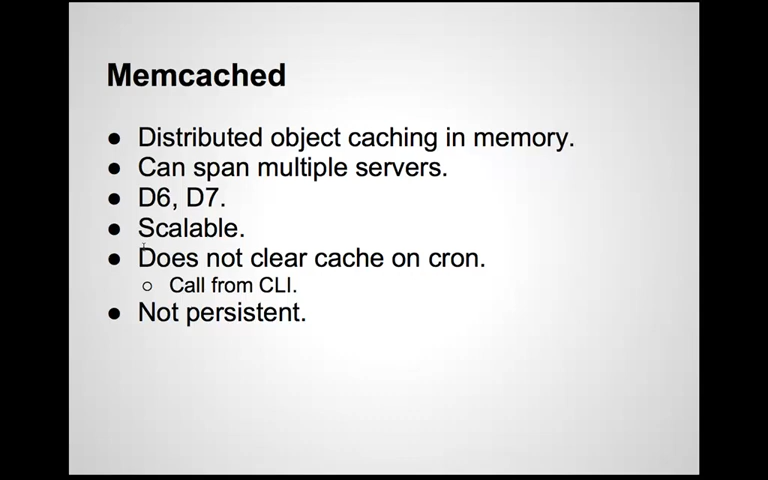 Memcached
● Distributed object caching in memory.
● Can span multiple servers.
● D6, D7.
● Scalable.
● Does not clear cache on cron.
○ Call from CLI.
● Not persistent.